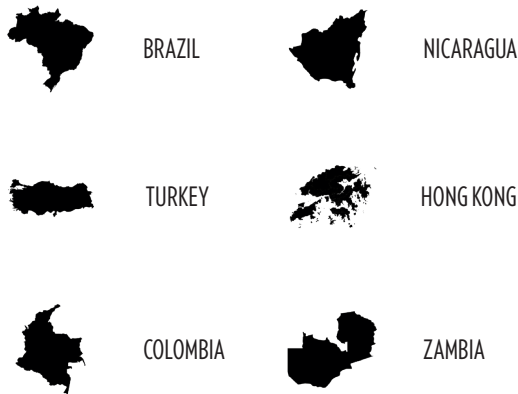 BRAZIL
NICARAGUA
TURKEY
HONG KONG
COLOMBIA
ZAMBIA